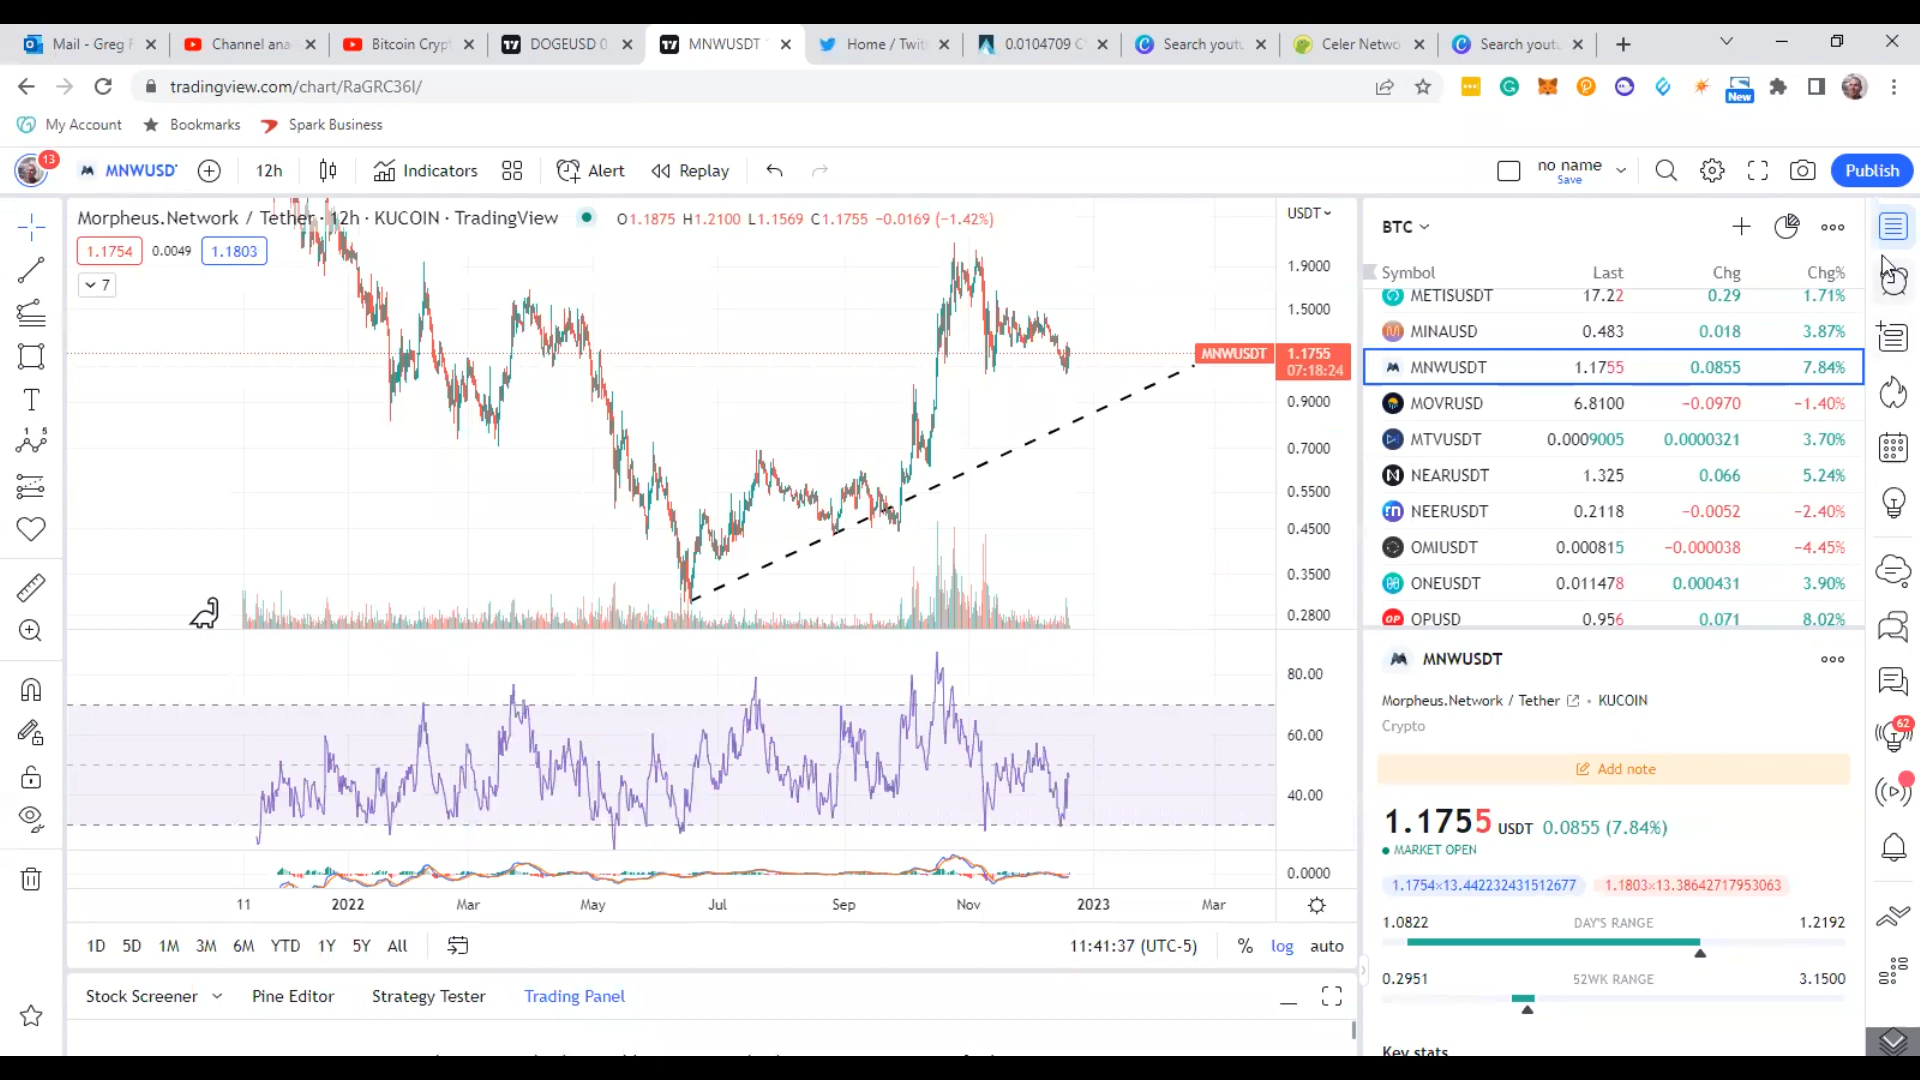 Mail - Greg
Channel ana
Bitcoin Crypt
DOGEUSD 0
MNWUSDT
Home / Twit
0.0104709 C
Search youtu
Celer Netwo
Search youtu
tradingview.com/chart/RaGRC36I/
New
My Account
Bookmarks
Spark Business
13
MNWUSD
12h
Indicators
Alert
Replay
no name
Save
Publish
Morpheus.Network / Tether · 12h · KUCOIN · TradingView
O1.1875 H1.2100 L1.1569 C1.1755 −0.0169 (−1.42%)
1.1754 0.0049 1.1803
7
USDT
1.9000
1.5000
MNWUSDT 1.1755
07:18:24
0.9000
0.7000
0.5500
0.4500
0.3500
0.2800
80.00
60.00
40.00
0.0000
11 2022 Mar May Jul Sep Nov 2023 Mar
1D 5D 1M 3M 6M YTD 1Y 5Y All
11:41:37 (UTC-5) % log auto
Stock Screener Pine Editor Strategy Tester Trading Panel
BTC
Symbol Last Chg Chg%
METISUSDT 17.22 0.29 1.71%
MINAUSD 0.483 0.018 3.87%
MNWUSDT 1.1755 0.0855 7.84%
MOVRUSD 6.8100 −0.0970 −1.40%
MTVUSDT 0.0009005 0.0000321 3.70%
NEARUSDT 1.325 0.066 5.24%
NEERUSDT 0.2118 −0.0052 −2.40%
OMIUSDT 0.000815 −0.000038 −4.45%
ONEUSDT 0.011478 0.000431 3.90%
OPUSD 0.956 0.071 8.02%
MNWUSDT
Morpheus.Network / Tether • KUCOIN
Crypto
Add note
1.1755 USDT 0.0855 (7.84%)
MARKET OPEN
1.1754×13.442232431512677 1.1803×13.38642717953063
1.0822 DAY'S RANGE 1.2192
0.2951 52WK RANGE 3.1500
Key stats
62